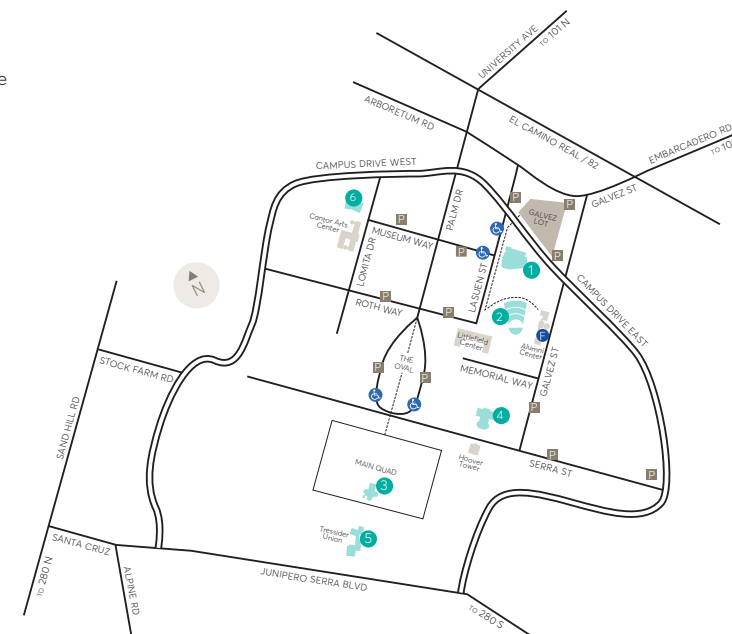 e
UNIVERSITY AVE
TO 101 N
ARBORETUM RD
EL CAMINO REAL / 82
EMBARCADERO RD
TO 10
CAMPUS DRIVE WEST
GALVEZ ST
6
P
P
P
PALM DR
GALVEZ
LOT
Cantor Arts
Center
P
MUSEUM WAY
P
P
LOMITA DR
1
LASUEN ST
N
P
ROTH WAY
P
2
CAMPUS DRIVE EAST
F
Littlefield
Center
Alumni
Center
THE
OVAL
P
P
STOCK FARM RD
MEMORIAL WAY
GALVEZ ST
P
4
SAND HILL RD
P
Hoover
Tower
SERRA ST
P
MAIN QUAD
3
Tressider
Union
5
SANTA CRUZ
TO 280 N
ALPINE RD
JUNIPERO SERRA BLVD
TO 280 S